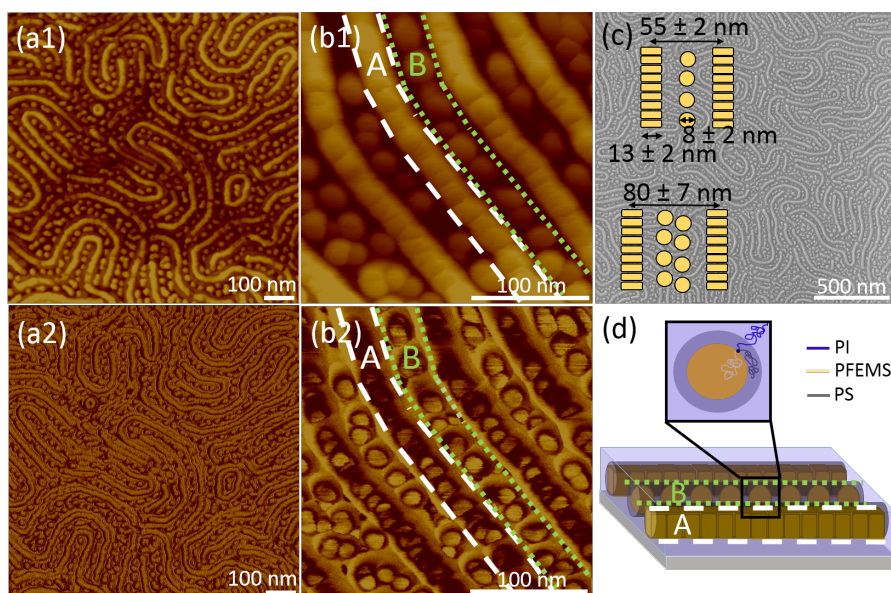 (a1)
100 nm
(b1)
A
B
100 nm
(c)
55 ± 2 nm
8 ± 2 nm
13 ± 2 nm
80 ± 7 nm
500 nm
(a2)
100 nm
(b2)
A
B
100 nm
(d)
PI
PFEMS
PS
B
A